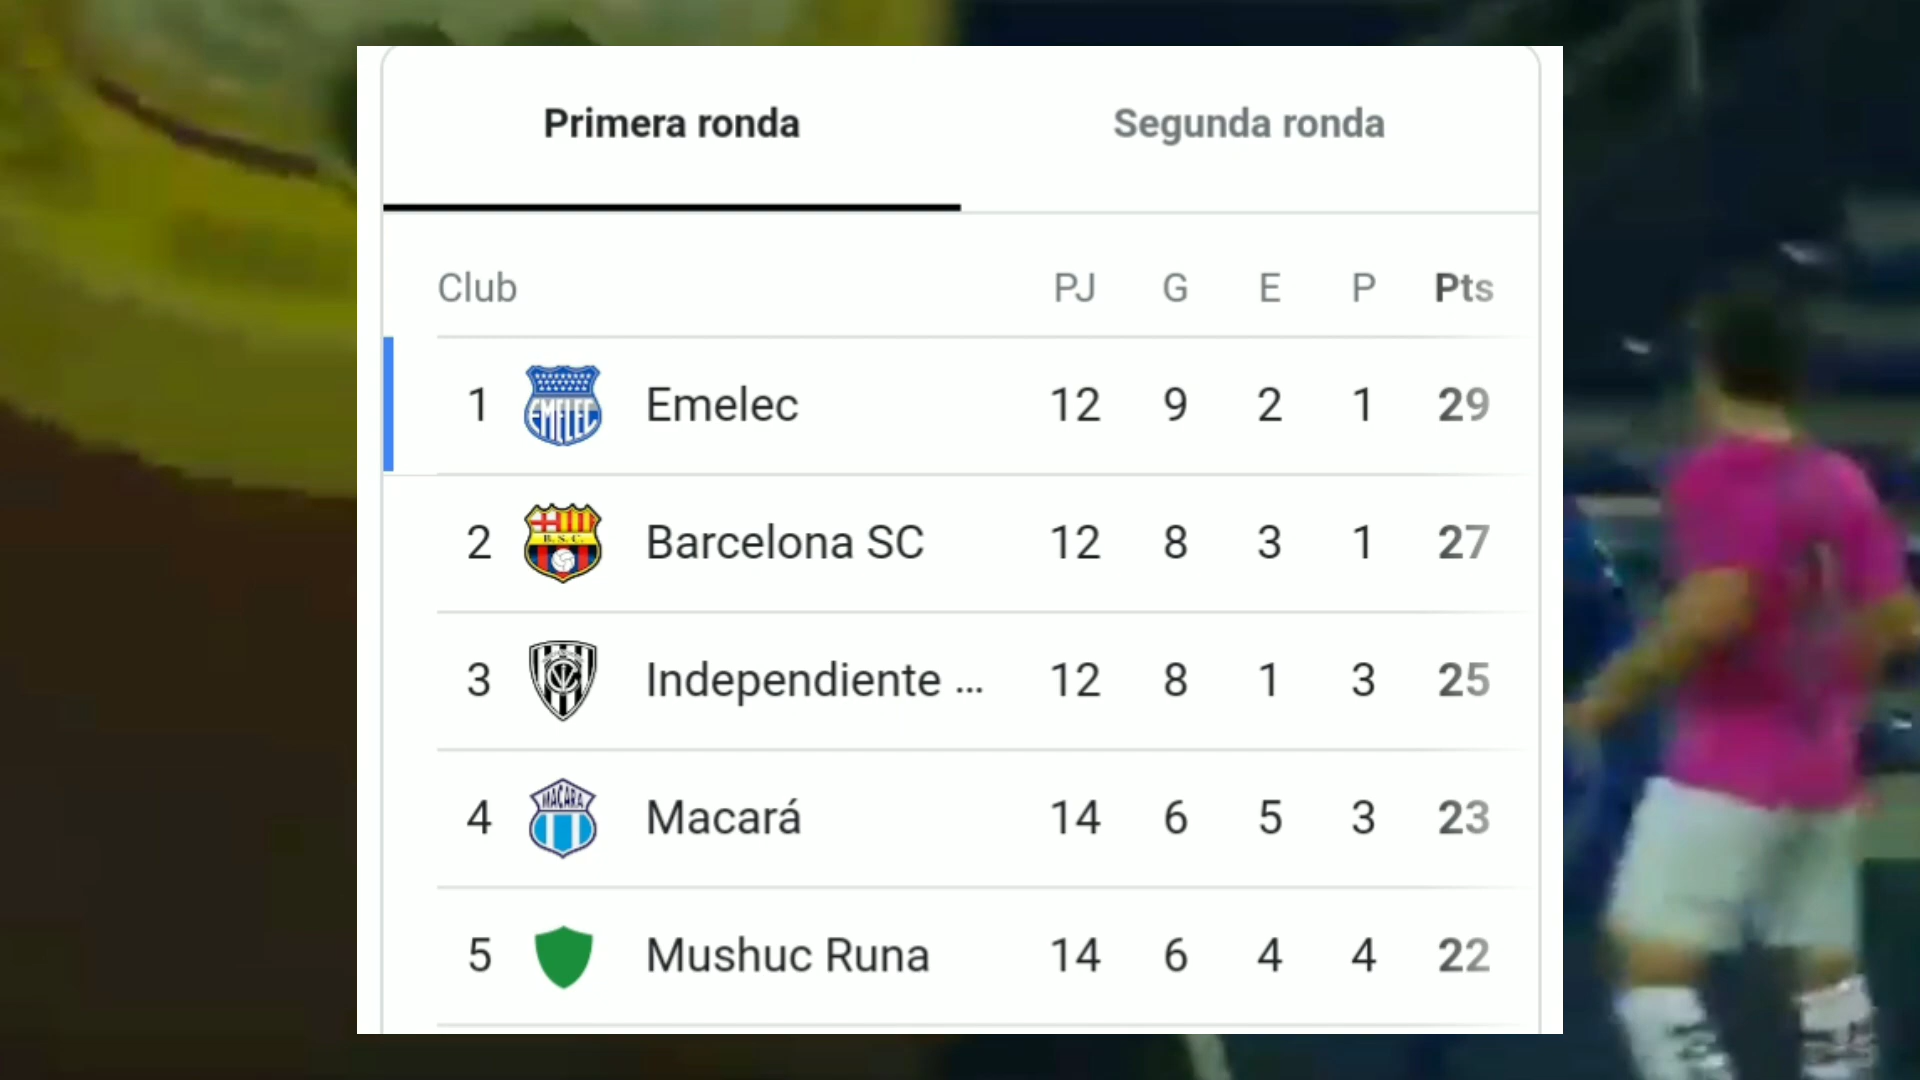 Primera ronda Segunda ronda
Club PJ G E P Pts
1 EMELEC Emelec 12 9 2 1 29
2 B.S.C. Barcelona SC 12 8 3 1 27
3 Independiente ... 12 8 1 3 25
4 MACARÁ Macará 14 6 5 3 23
5 Mushuc Runa 14 6 4 4 22